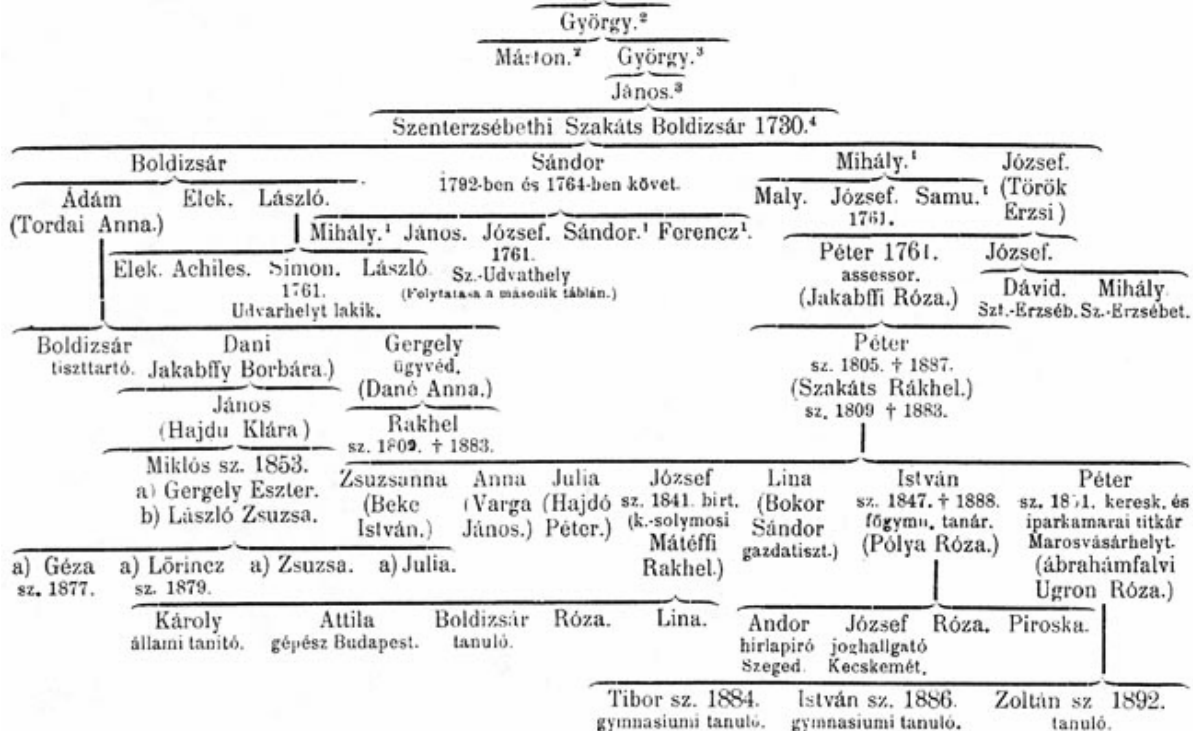 György.²
Márton.² György.³
János.³
Szenterzsébethi Szakáts Boldizsár 1730.⁴
Boldizsár Sándor Mihály.¹ József.
1792-ben és 1764-ben követ.
(Török
Erzsi)
Ádám Elek. László.
(Tordai Anna.)
Maly. József. Samu.¹
1761.
Mihály.¹ János. József. Sándor.¹ Ferencz¹.
1761.
Sz.-Udvathely
(Folytatása a második táblán.)
Péter 1761. József.
assessor.
(Jakabffi Róza.)
Elek. Achiles. Simon. László.
1761.
Udvarhelyt lakik.
Dávid. Mihály.
Szt.-Erzséb. Sz.-Erzsébet.
Boldizsár Dani Gergely
tiszttartó. Jakabffy Borbára.) ügyvéd.
(Dané Anna.)
Péter
sz. 1805. † 1887.
(Szakáts Rákhel.)
sz. 1809 † 1883.
János
(Hajdu Klára)
Rakhel
sz. 1809. † 1883.
Miklós sz. 1853.
a) Gergely Eszter.
b) László Zsuzsa.
Zsuzsanna
(Beke
István.)
Anna
(Varga
János.)
Julia
(Hajdó
Péter.)
József
sz. 1841. birt.
(k.-solymosi
Mátéffi
Rakhel.)
Lina
(Bokor
Sándor
gazdatiszt.)
István
sz. 1847. † 1888.
főgymn. tanár.
(Pólya Róza.)
Péter
sz. keresk. és
iparkamarai titkár
Marosvásárhelyt.
(ábrahámfalvi
Ugron Róza.)
a) Géza a) Lőrincz a) Zsuzsa. a) Julia.
sz. 1877. sz. 1879.
Károly Attila Boldizsár Róza. Lina.
állami tanitó. gépész Budapest. tanuló.
Andor József Róza. Piroska.
hirlapiró joghallgató
Szeged. Kecskemét.
Tibor sz. 1884. István sz. 1886. Zoltán sz 1892.
gymnasiumi tanuló. gymnasiumi tanuló. tanuló.